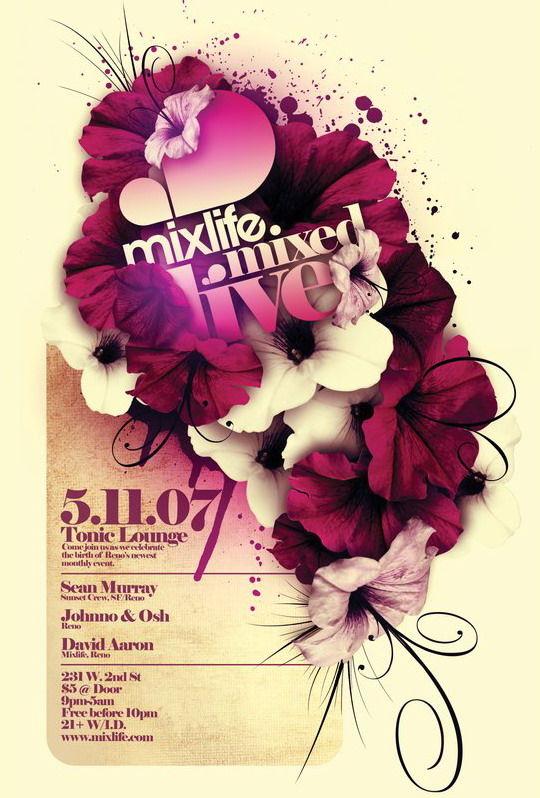 mixlife.
mixed
live
5.11.07
Tonic Lounge
Come join us as we celebrate
the birth of Reno's newest
monthly event.
Sean Murray
Sunset Crew, SF/Reno
Johnno & Osh
Reno
David Aaron
Mixlife, Reno
231 W. 2nd St
$5 @ Door
9pm-5am
Free before 10pm
21+ W/I.D.
www.mixlife.com